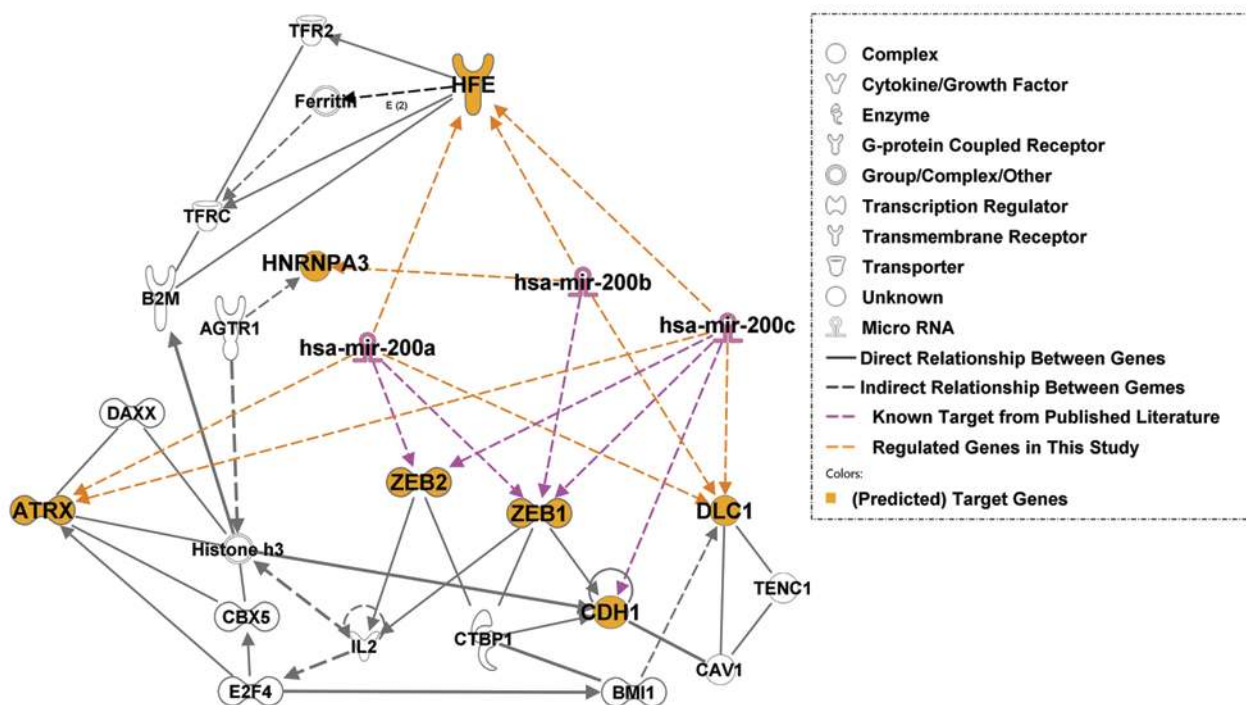 TFR2
HFE
Ferritin
E (2)
TFRC
HNRNPA3
hsa-mir-200b
B2M
AGTR1
hsa-mir-200c
hsa-mir-200a
DAXX
ZEB2
ATRX
ZEB1
DLC1
Histone h3
TENC1
CBX5
CDH1
IL2
CTBP1
CAV1
E2F4
BMI1
Complex
Cytokine/Growth Factor
Enzyme
G-protein Coupled Receptor
Group/Complex/Other
Transcription Regulator
Transmembrane Receptor
Transporter
Unknown
Micro RNA
Direct Relationship Between Genes
Indirect Relationship Between Gemes
Known Target from Published Literature
Regulated Genes in This Study
Colors:
(Predicted) Target Genes